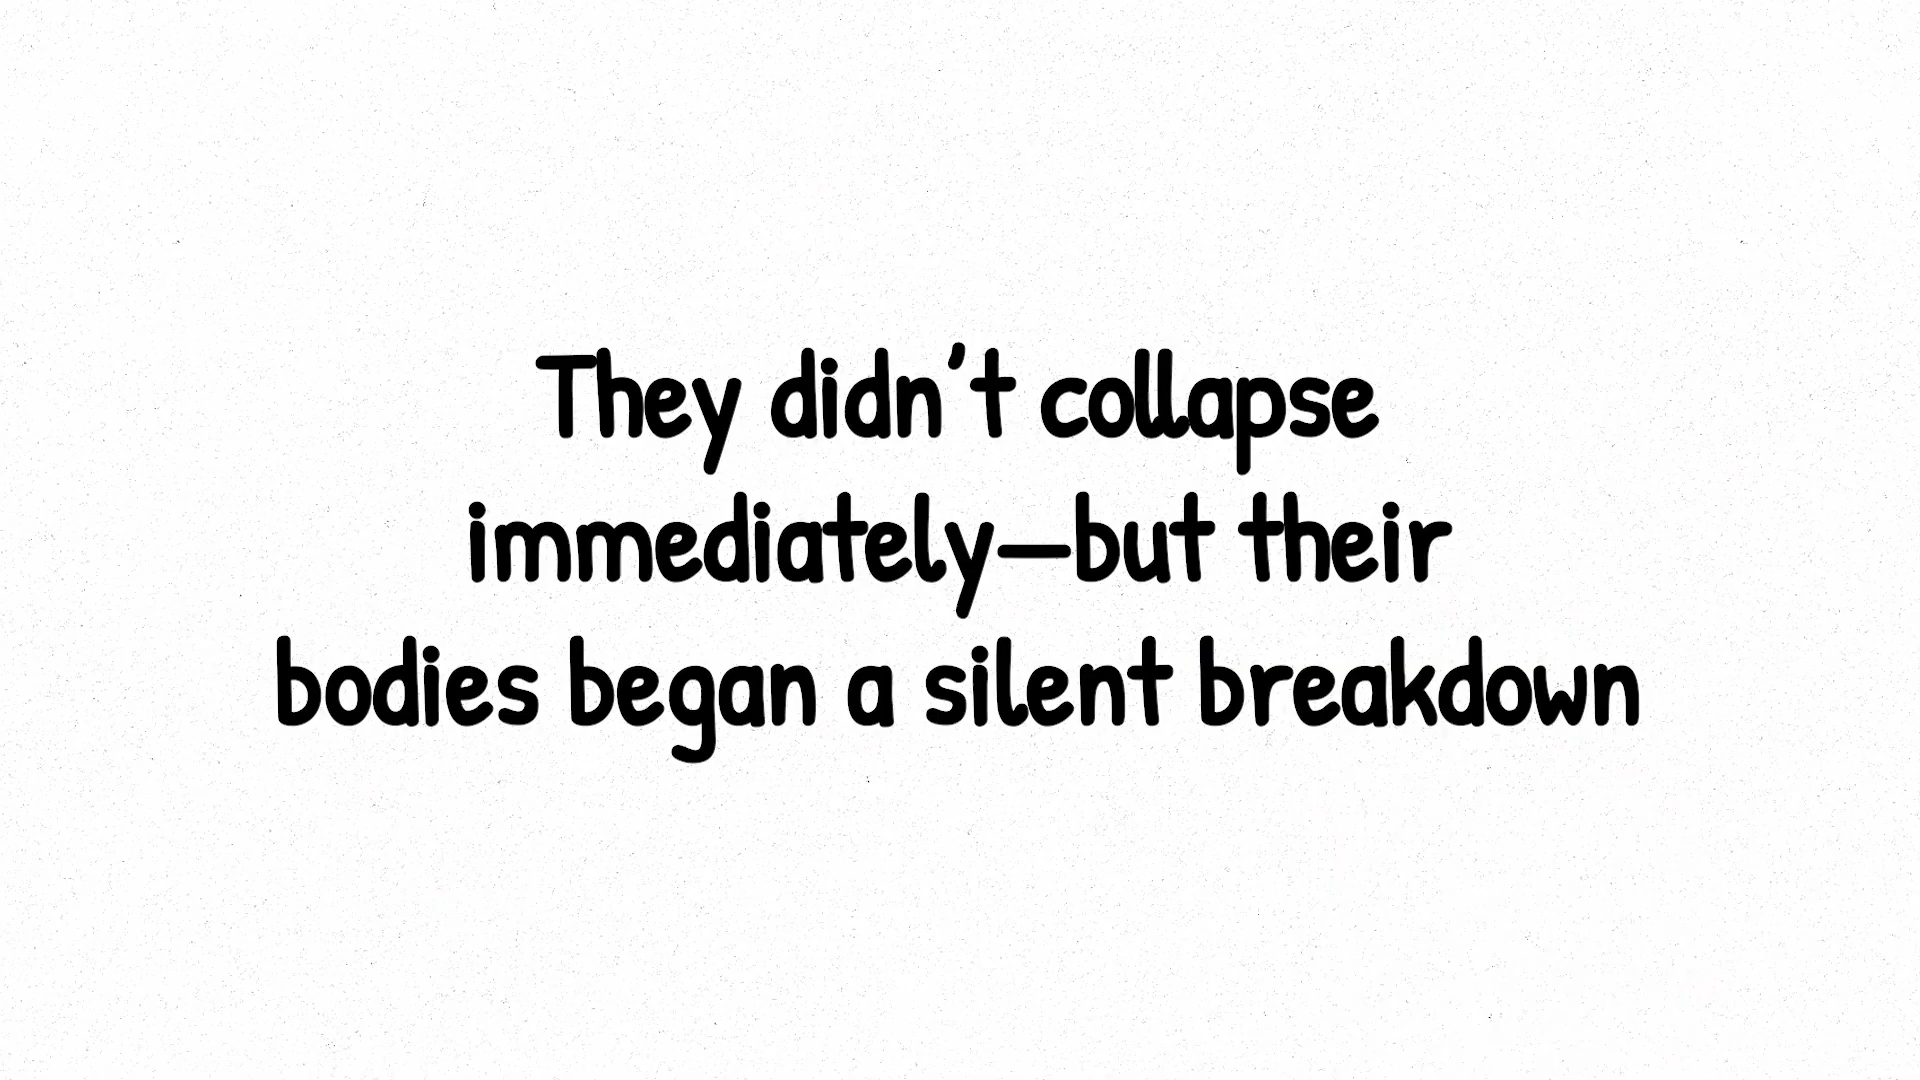 They didn't collapse
immediately—but their
bodies began a silent breakdown